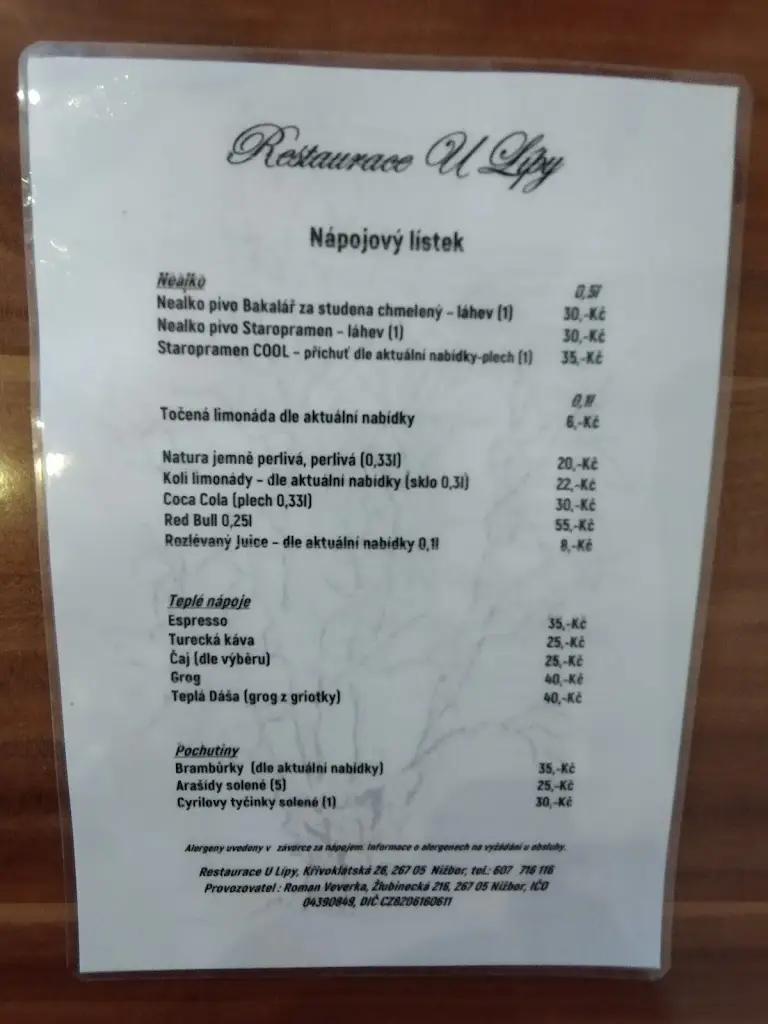 Restaurace U Lípy
Nápojový lístek
Nealko 0,5l
Nealko pivo Bakalář za studena chmelený - láhev (1) 30,-Kč
Nealko pivo Staropramen - láhev (1) 30,-Kč
Staropramen COOL - příchuť dle aktuální nabídky-plech (1) 35,-Kč
0,1l
Točená limonáda dle aktuální nabídky 6,-Kč
Natura jemně perlivá, perlivá (0,33l) 20,-Kč
Koli limonády - dle aktuální nabídky (sklo 0,3l) 22,-Kč
Coca Cola (plech 0,33l) 30,-Kč
Red Bull 0,25l 55,-Kč
Rozlévaný Juice - dle aktuální nabídky 0,1l 8,-Kč
Teplé nápoje
Espresso 35,-Kč
Turecká káva 25,-Kč
Čaj (dle výběru) 25,-Kč
Grog 40,-Kč
Teplá Dáša (grog z griotky) 40,-Kč
Pochutiny
Brambůrky (dle aktuální nabídky) 35,-Kč
Arašídy solené (5) 25,-Kč
Cyrilovy tyčinky solené (1) 30,-Kč
Alergeny uvedeny v závorce za nápojem. Informace o alergenech na vyžádání u obsluhy.
Restaurace U Lípy, Křivoklátská 26, 267 05 Nižbor, tel.: 607 716 116
Provozovatel : Roman Veverka, Žlubinecká 216, 267 05 Nižbor, IČO
04390849, DIČ CZ8206160611